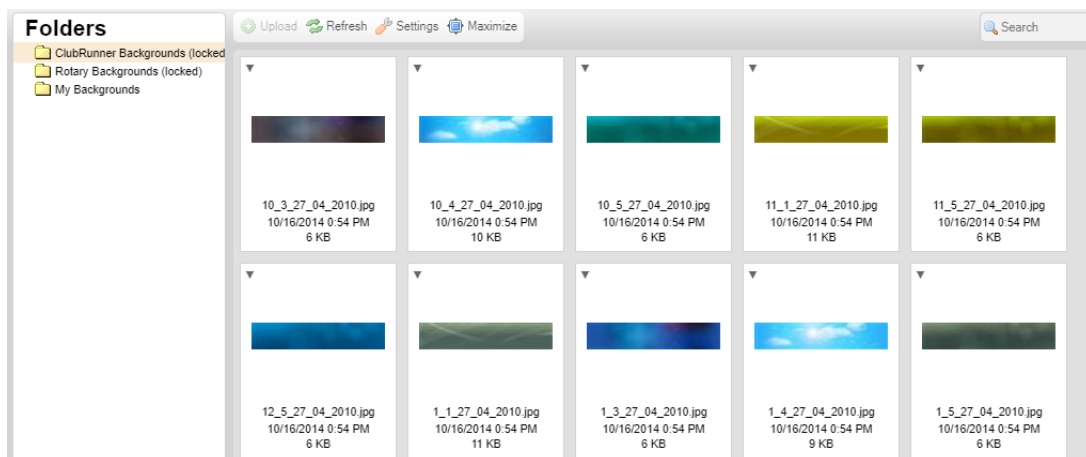 Folders
ClubRunner Backgrounds (locked
Rotary Backgrounds (locked)
My Backgrounds
Upload Refresh Settings Maximize
Search
10_3_27_04_2010.jpg
10/16/2014 0:54 PM
6 KB
10_4_27_04_2010.jpg
10/16/2014 0:54 PM
10 KB
10_5_27_04_2010.jpg
10/16/2014 0:54 PM
6 KB
11_1_27_04_2010.jpg
10/16/2014 0:54 PM
11 KB
11_5_27_04_2010.jpg
10/16/2014 0:54 PM
6 KB
12_5_27_04_2010.jpg
10/16/2014 0:54 PM
6 KB
1_1_27_04_2010.jpg
10/16/2014 0:54 PM
11 KB
1_3_27_04_2010.jpg
10/16/2014 0:54 PM
6 KB
1_4_27_04_2010.jpg
10/16/2014 0:54 PM
9 KB
1_5_27_04_2010.jpg
10/16/2014 0:54 PM
6 KB